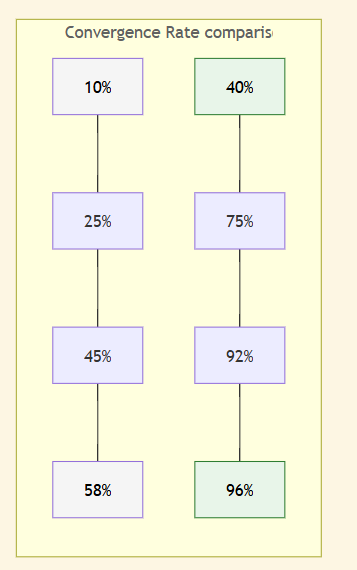 Convergence Rate comparis
10% 40%
25% 75%
45% 92%
58% 96%